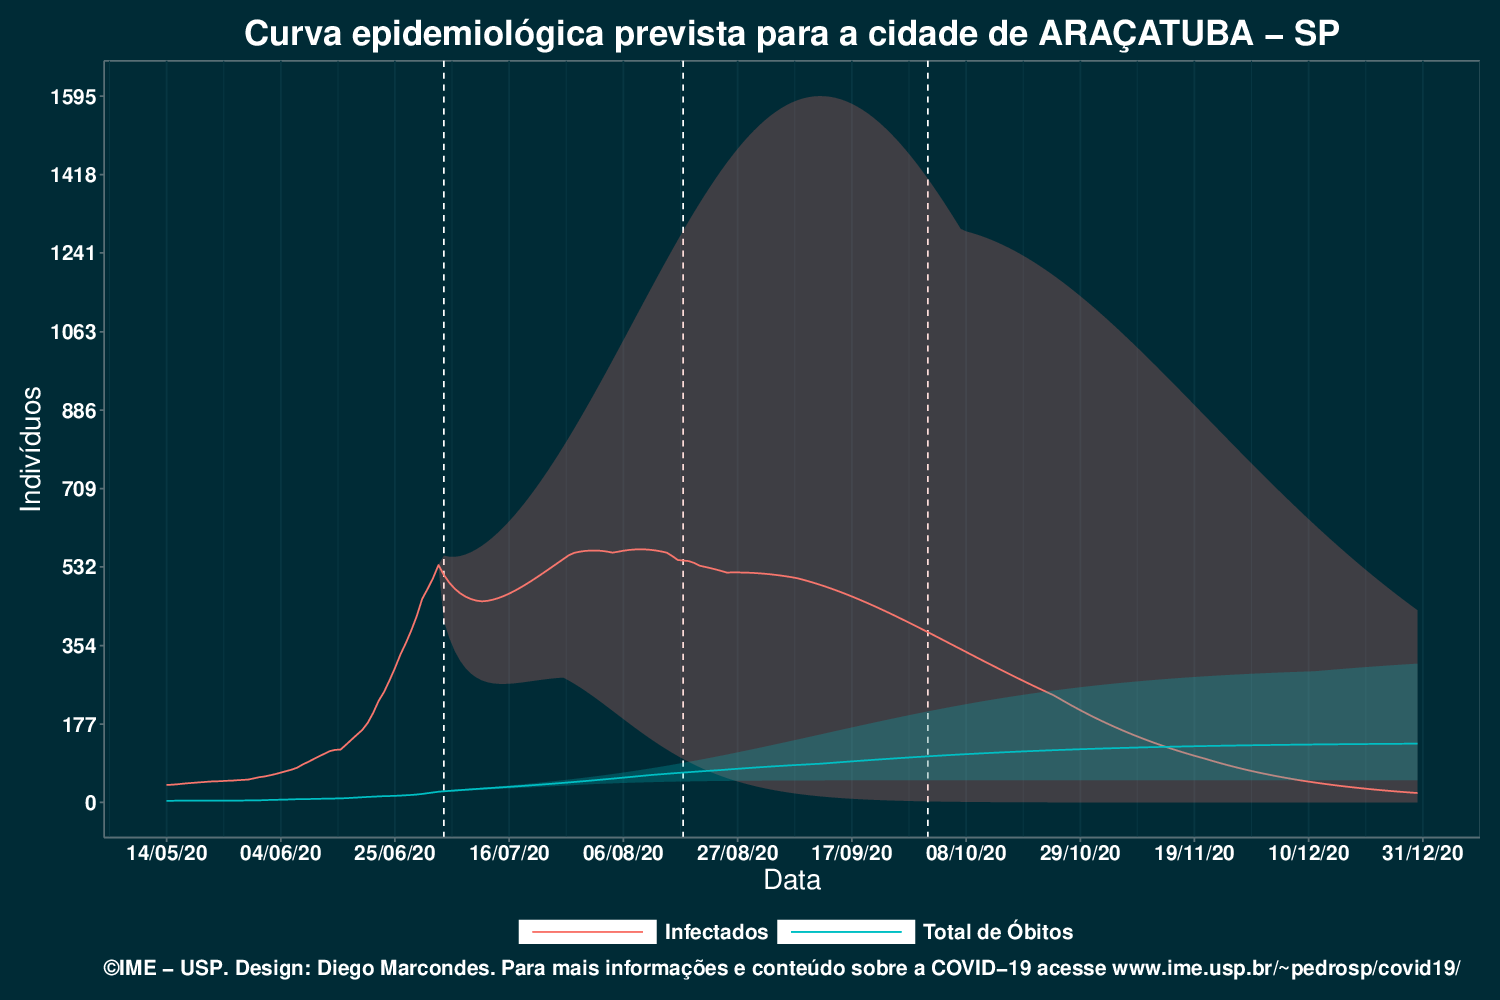 Curva epidemiológica prevista para a cidade de ARAÇATUBA – SP
1595
1418
1241
1063
886
709
532
354
177
0
Indivíduos
14/05/20 04/06/20 25/06/20 16/07/20 06/08/20 27/08/20 17/09/20 08/10/20 29/10/20 19/11/20 10/12/20 31/12/20
Data
Infectados Total de Óbitos
©IME – USP. Design: Diego Marcondes. Para mais informações e conteúdo sobre a COVID–19 acesse www.ime.usp.br/~pedrosp/covid19/